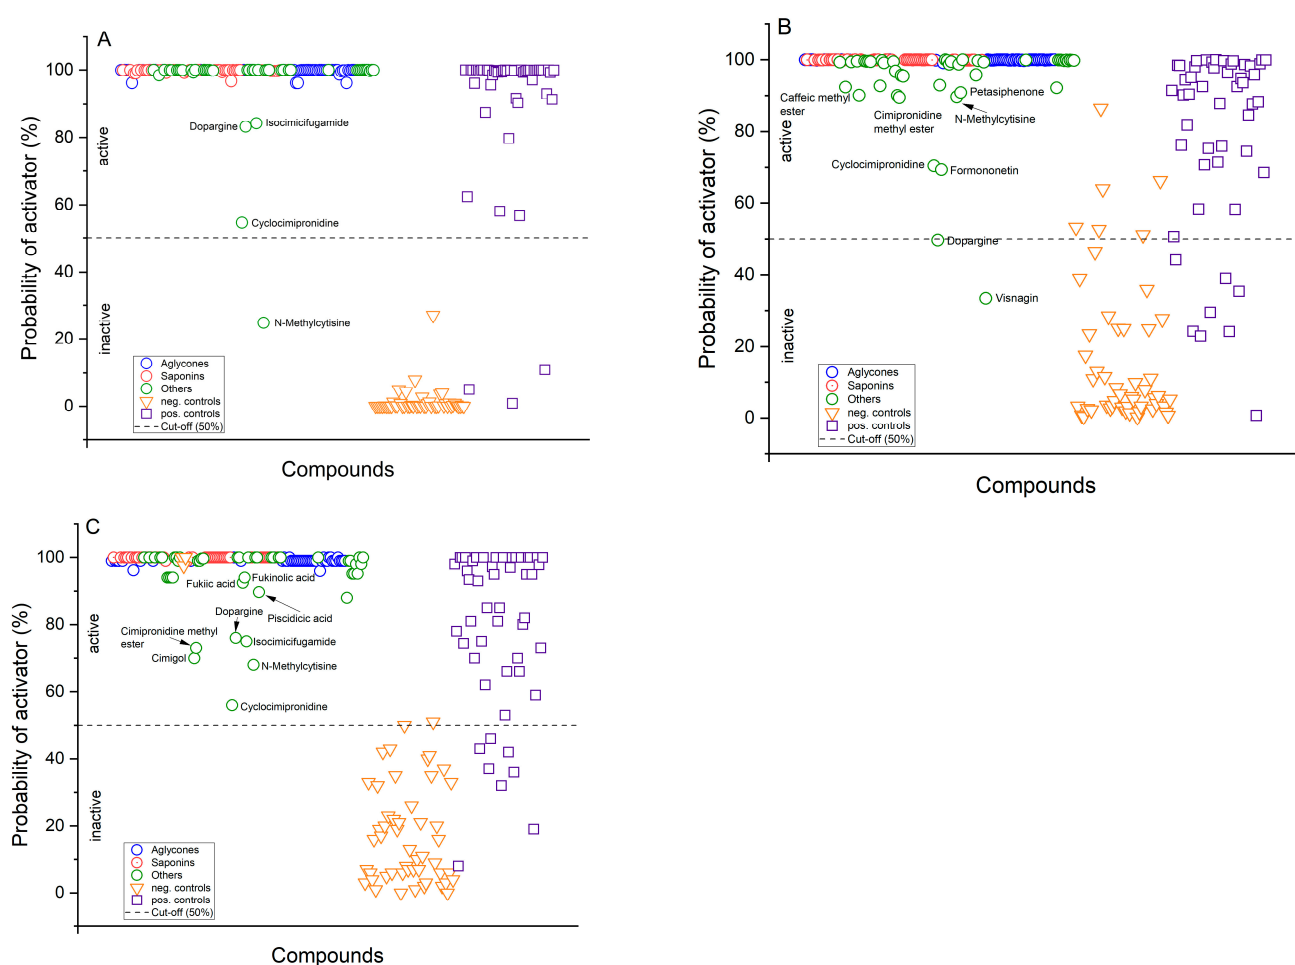 A
Probability of activator (%)
100
80
60
40
20
0
active
inactive
Dopargine
Isocimicifugamide
Cyclocimipronidine
N-Methylcytisine
Aglycones
Saponins
Others
neg. controls
pos. controls
Cut-off (50%)
Compounds
B
Probability of activator (%)
100
80
60
40
20
0
active
inactive
Caffeic methyl
ester
Cimipronidine
methyl ester
Petasiphenone
N-Methylcytisine
Cyclocimipronidine
Formononetin
Dopargine
Visnagin
Aglycones
Saponins
Others
neg. controls
pos. controls
Cut-off (50%)
Compounds
C
Probability of activator (%)
100
80
60
40
20
0
active
inactive
Fukiic acid
Fukinolic acid
Piscidicic acid
Dopargine
Cimipronidine methyl
ester
Cimigol
Isocimicifugamide
N-Methylcytisine
Cyclocimipronidine
Aglycones
Saponins
Others
neg. controls
pos. controls
Cut-off (50%)
Compounds